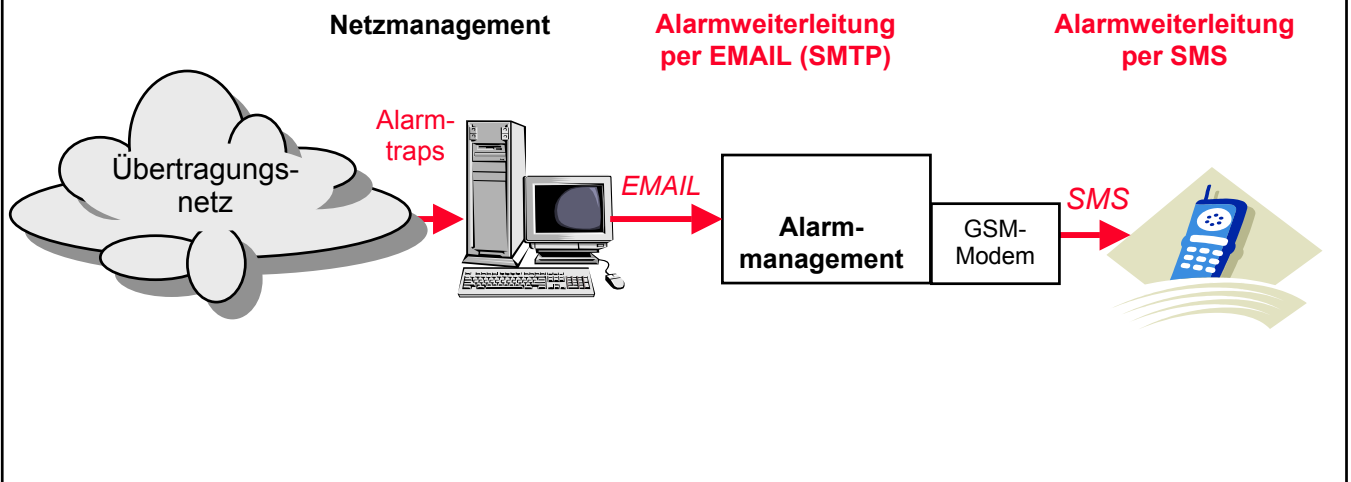 Netzmanagement
Alarmweiterleitung
per EMAIL (SMTP)
Alarmweiterleitung
per SMS
Übertragungs-
netz
Alarm-
traps
EMAIL
Alarm-
management
GSM-
Modem
SMS